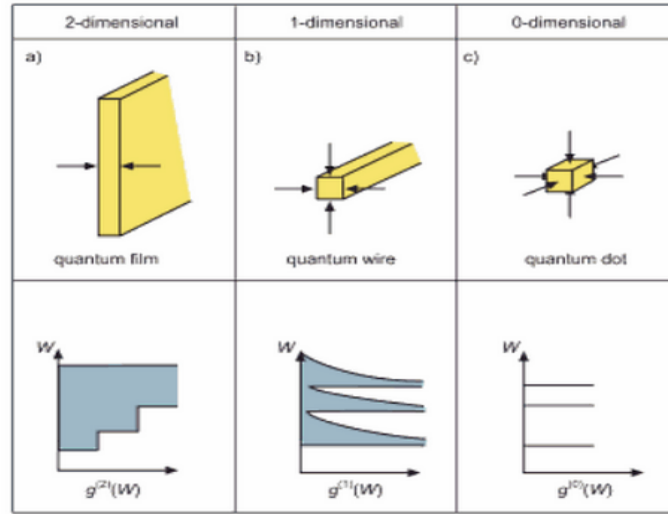 2-dimensional
1-dimensional
0-dimensional
a)
b)
c)
quantum film
quantum wire
quantum dot
W
W
W
g(2)(W)
g(1)(W)
g(0)(W)